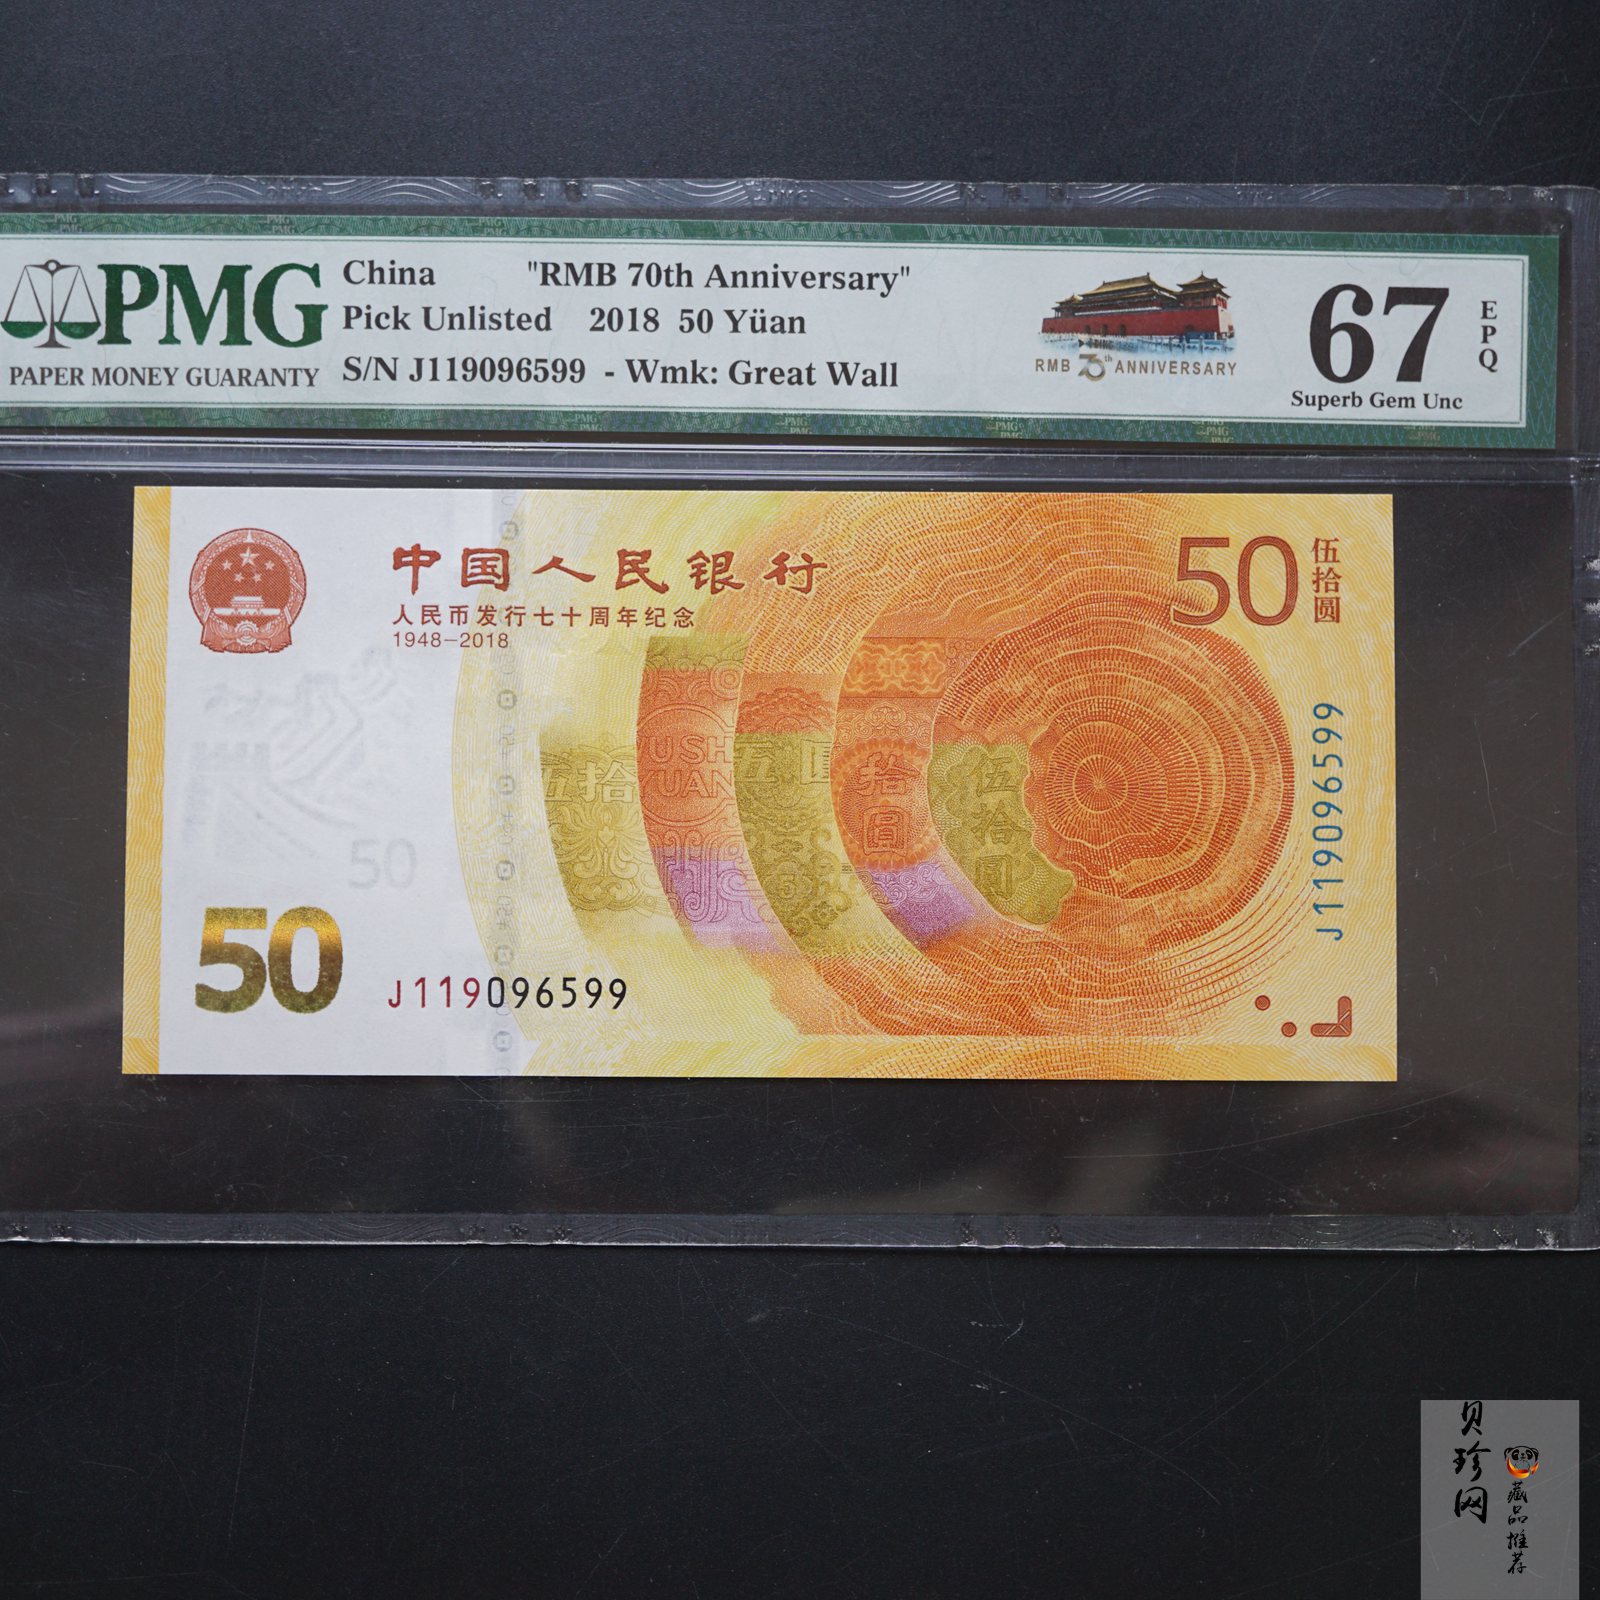 PMG
PAPER MONEY GUARANTY
China "RMB 70th Anniversary"
Pick Unlisted 2018 50 Yüan
S/N J119096599 - Wmk: Great Wall
RMB 70th ANNIVERSARY
67
EPQ
Superb Gem Unc
中国人民银行
人民币发行七十周年纪念
1948-2018
50
伍拾圆
伍拾
YUAN
五
拾圓
伍拾圆
5
50
50
J119096599
J119096599
贝珍网
藏品推荐